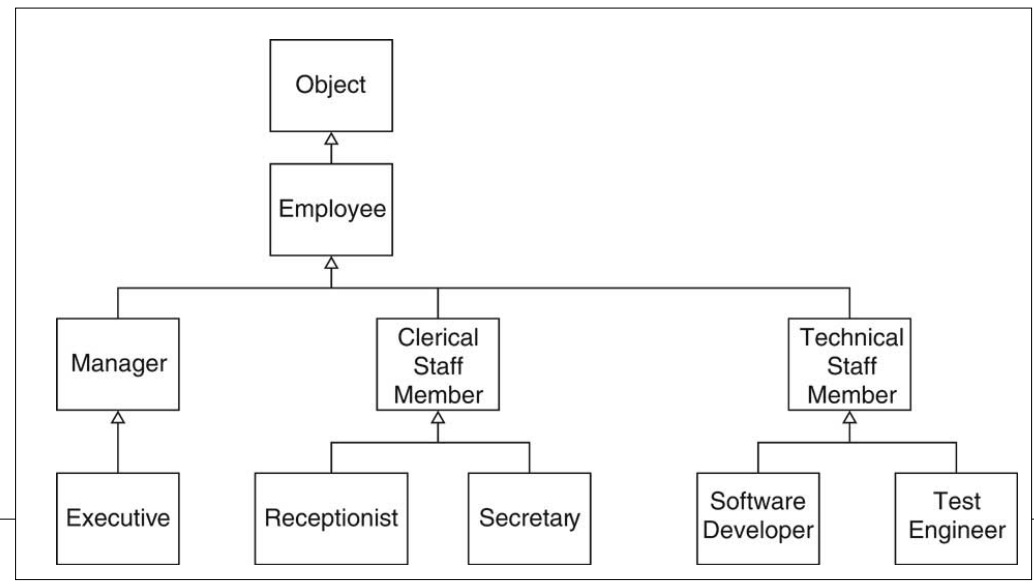 Object
Employee
Manager
Clerical
Staff
Member
Technical
Staff
Member
Executive
Receptionist
Secretary
Software
Developer
Test
Engineer